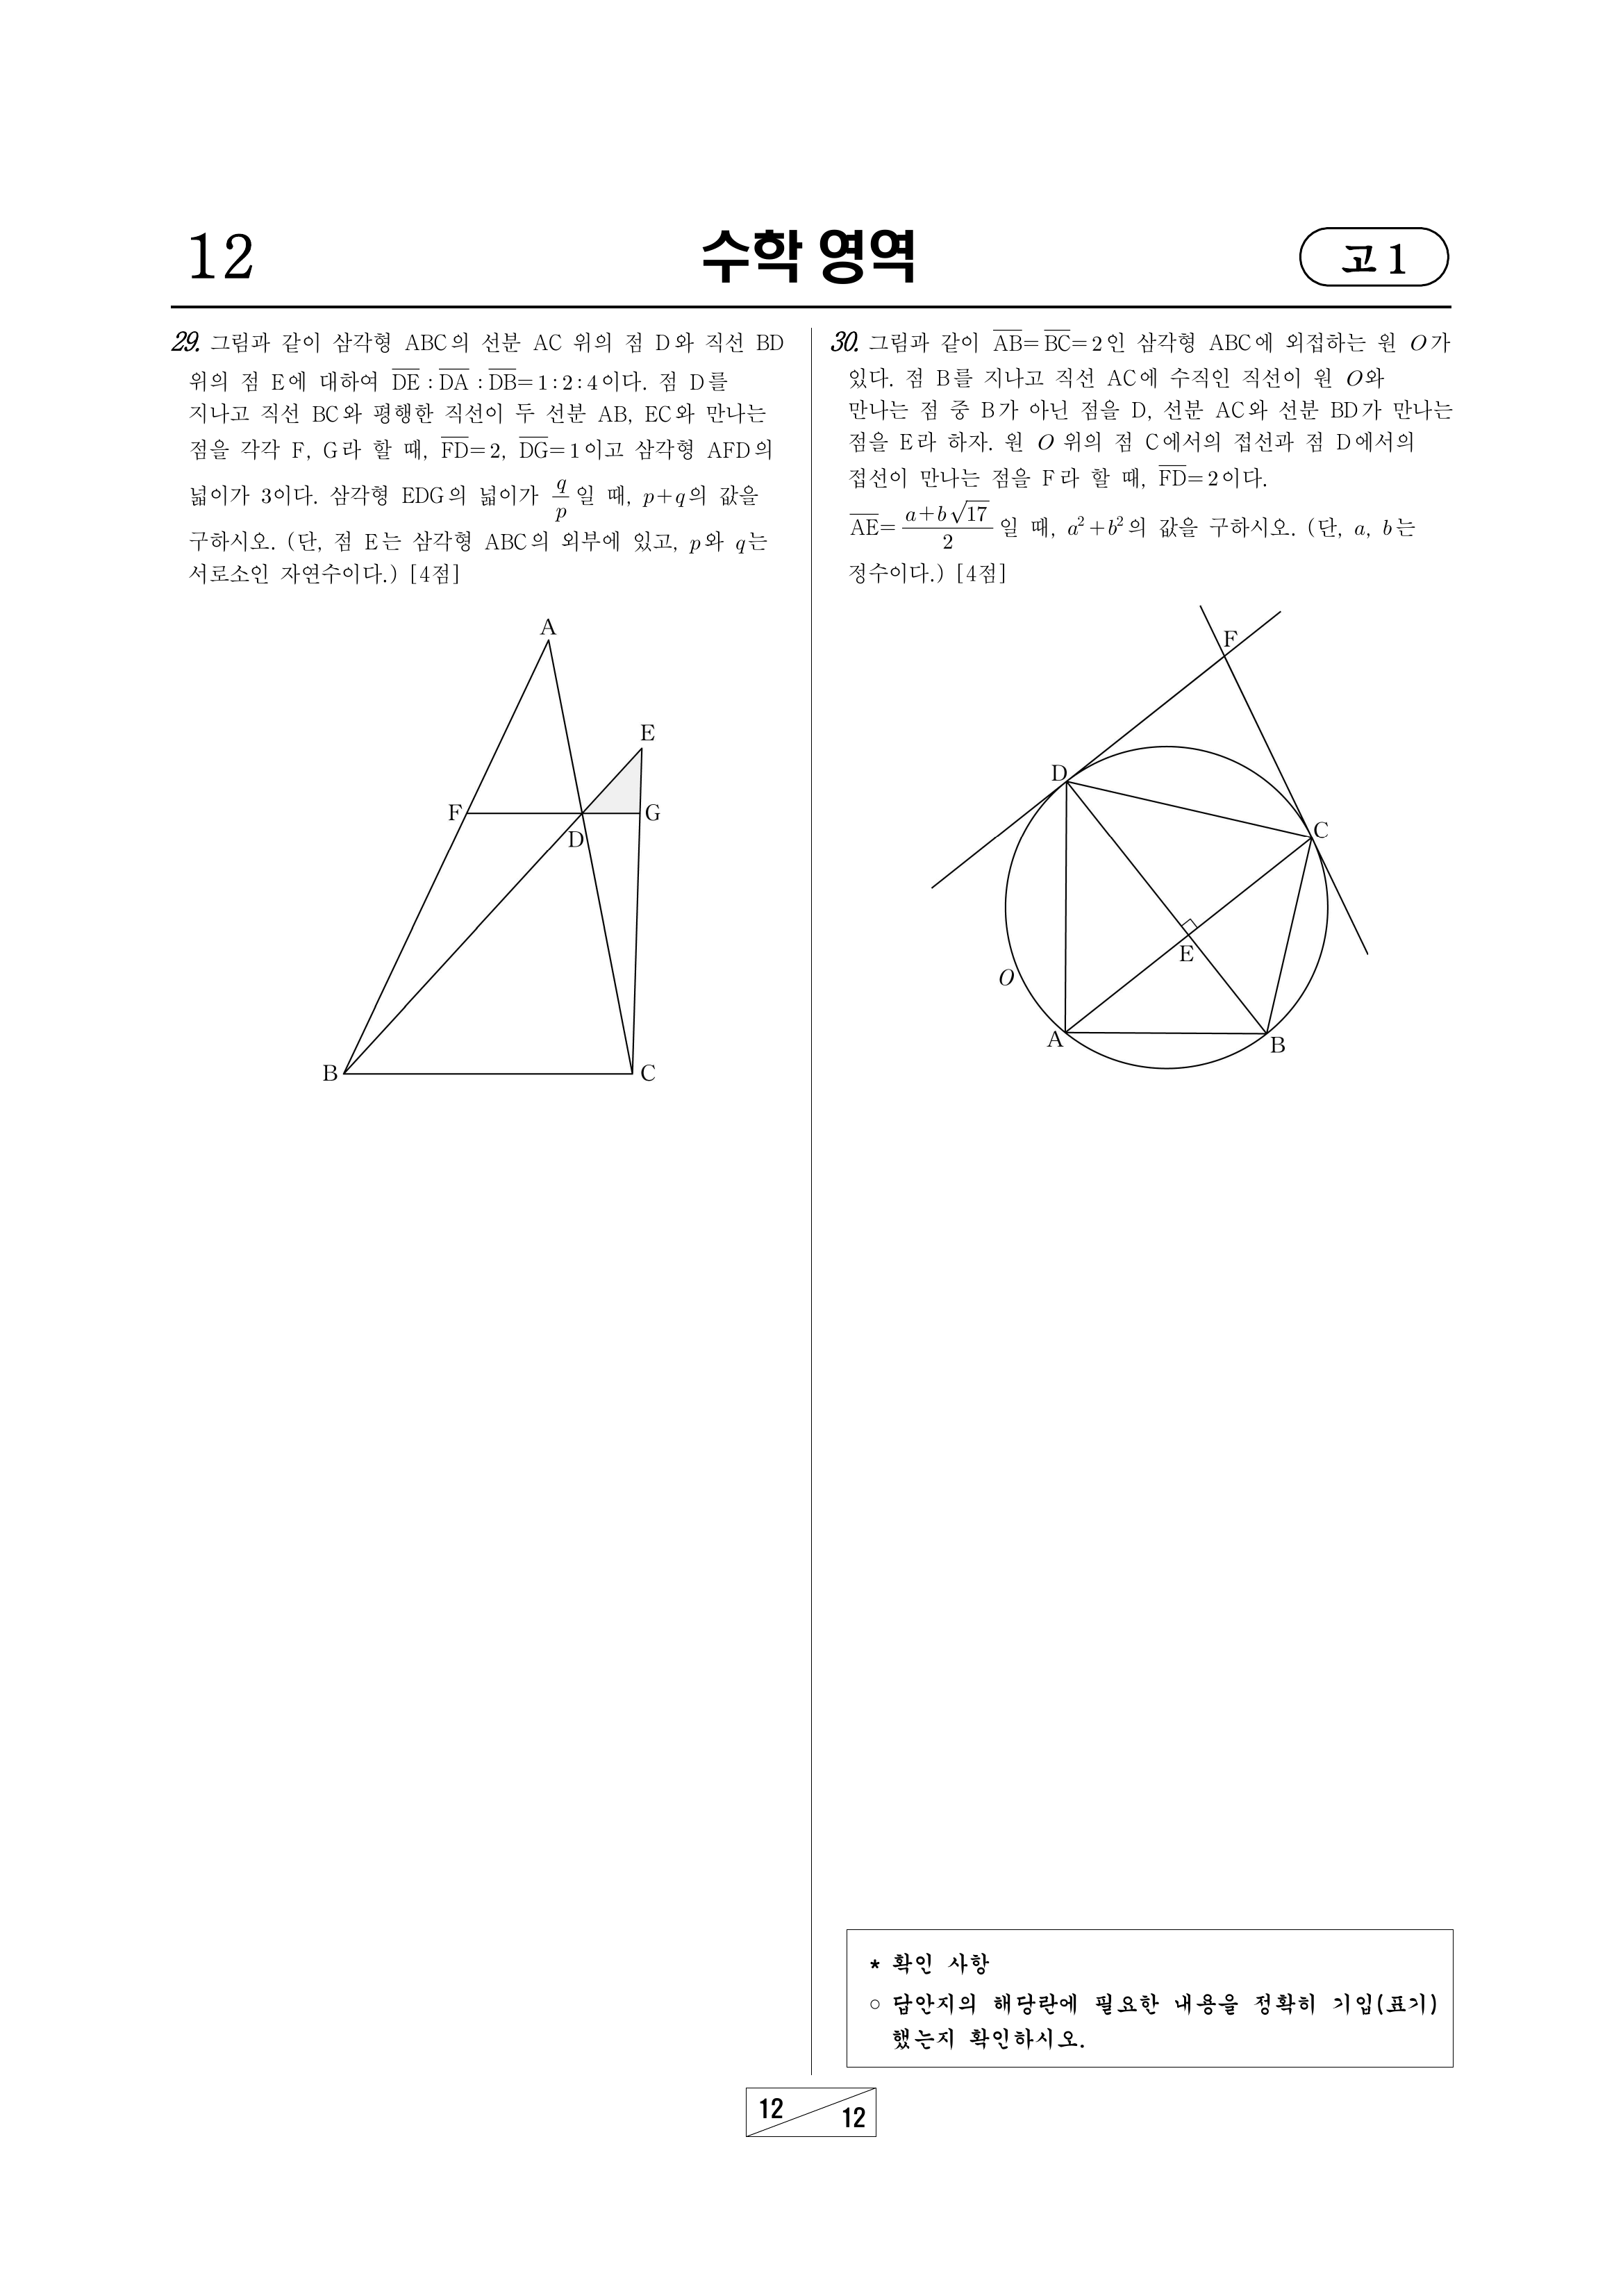 12
수학 영역
고 1
29. 그림과 같이 삼각형 ABC의 선분 AC 위의 점 D와 직선 BD
위의 점 E에 대하여 \overline{DE} : \overline{DA} : \overline{DB} = 1 : 2 : 4이다. 점 D를
지나고 직선 BC와 평행한 직선이 두 선분 AB, EC와 만나는
점을 각각 F, G라 할 때, \overline{FD} = 2, \overline{DG} = 1이고 삼각형 AFD의
넓이가 3이다. 삼각형 EDG의 넓이가 \frac{q}{p}일 때, p+q의 값을
구하시오. (단, 점 E는 삼각형 ABC의 외부에 있고, p와 q는
서로소인 자연수이다.) [4점]
A
E
F
G
D
B
C
30. 그림과 같이 \overline{AB} = \overline{BC} = 2인 삼각형 ABC에 외접하는 원 O가
있다. 점 B를 지나고 직선 AC에 수직인 직선이 원 O와
만나는 점 중 B가 아닌 점을 D, 선분 AC와 선분 BD가 만나는
점을 E라 하자. 원 O 위의 점 C에서의 접선과 점 D에서의
접선이 만나는 점을 F라 할 때, \overline{FD} = 2이다.
\overline{AE} = \frac{a+b\sqrt{17}}{2}일 때, a^2+b^2의 값을 구하시오. (단, a, b는
정수이다.) [4점]
F
D
C
E
O
A
B
* 확인 사항
○ 답안지의 해당란에 필요한 내용을 정확히 기입(표기)
했는지 확인하시오.
12
12